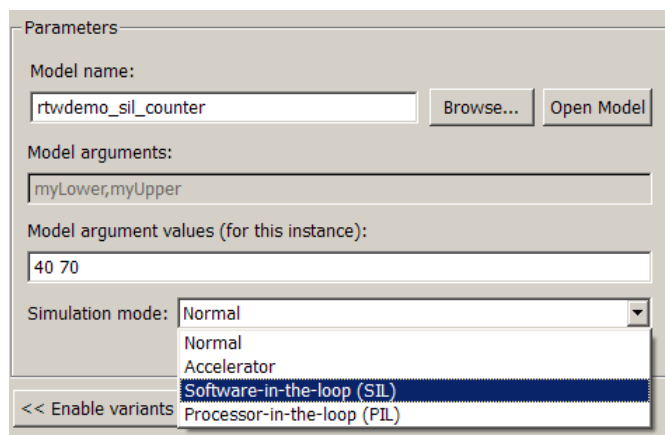 Parameters
Model name:
rtwdemo_sil_counter Browse... Open Model
Model arguments:
myLower,myUpper
Model argument values (for this instance):
40 70
Simulation mode: Normal
Normal
Accelerator
Software-in-the-loop (SIL)
<< Enable variants Processor-in-the-loop (PIL)